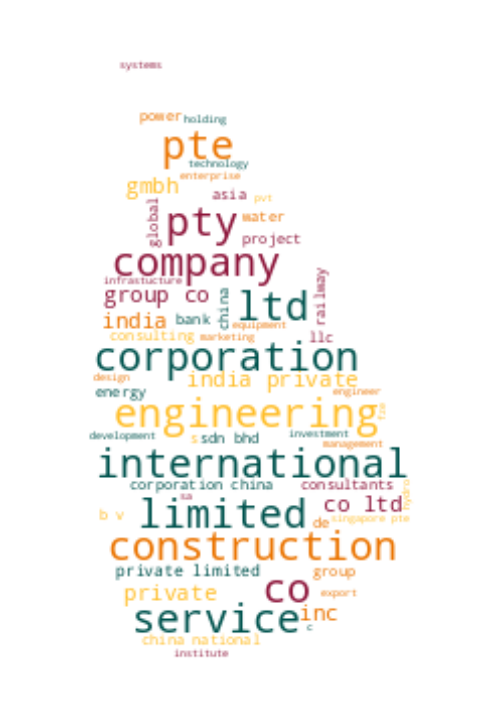 systems
power holding
pte
technology
enterprise
gmbh asia pvt
global pty water
project
company
infrastucture
group co china ltd railway
india bank equipment
consulting marketing llc
corporation
design india private
energy engineer
engineering fze
development s sdn bhd investment
management
international
corporation china consultants
sa hydro
b v limited co ltd
de singapore pte
construction
private limited group
private co export
service inc
c
china national
institute